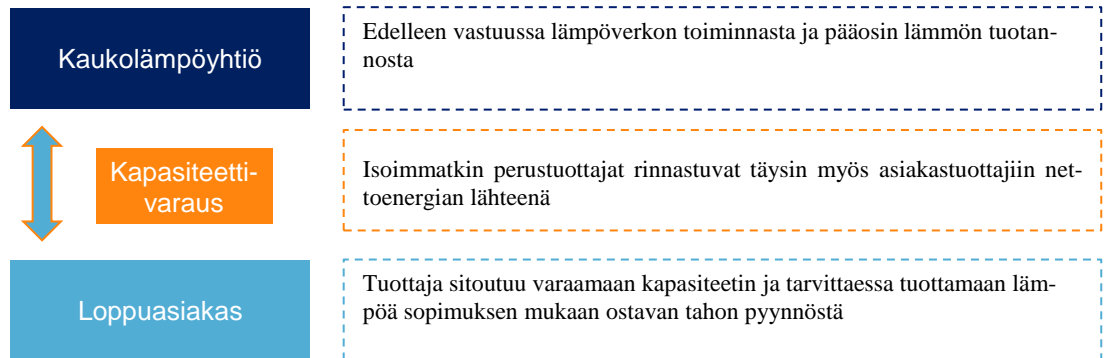 Kaukolämpöyhtiö
Edelleen vastuussa lämpöverkon toiminnasta ja pääosin lämmön tuotan-
nosta
Kapasiteetti-
varaus
Isoimmatkin perustuottajat rinnastuvat täysin myös asiakastuottajiin net-
toenergian lähteenä
Loppuasiakas
Tuottaja sitoutuu varaamaan kapasiteetin ja tarvittaessa tuottamaan läm-
pöä sopimuksen mukaan ostavan tahon pyynnöstä